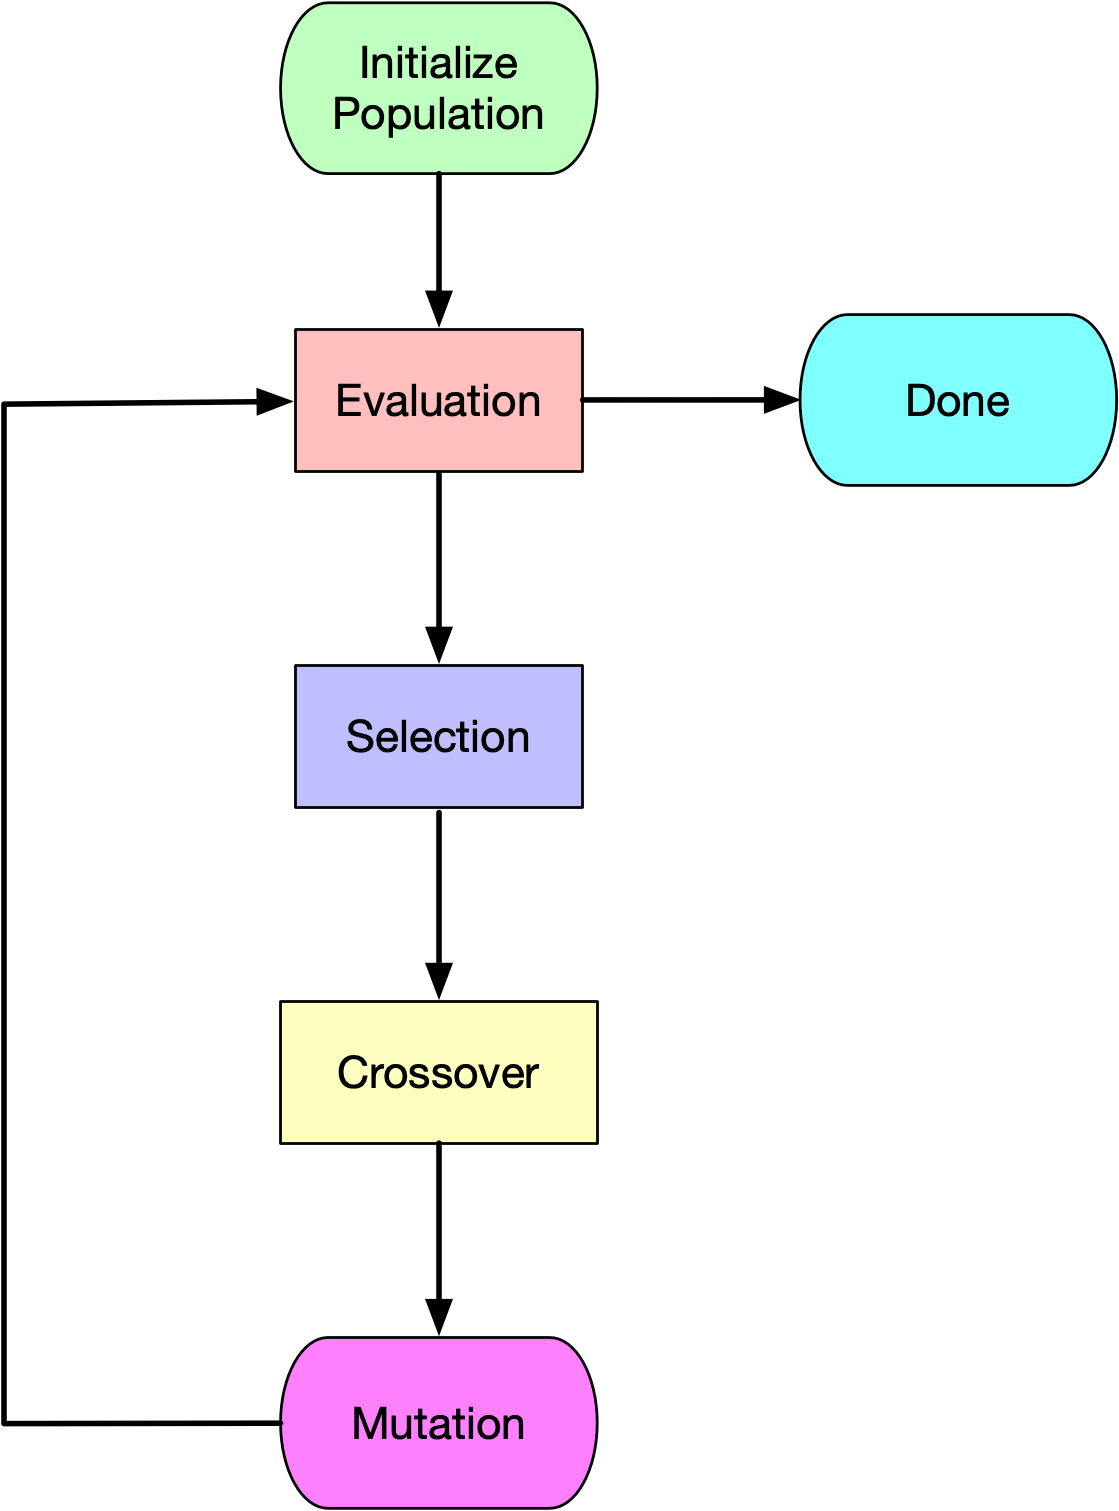 Initialize
Population
Evaluation
Done
Selection
Crossover
Mutation